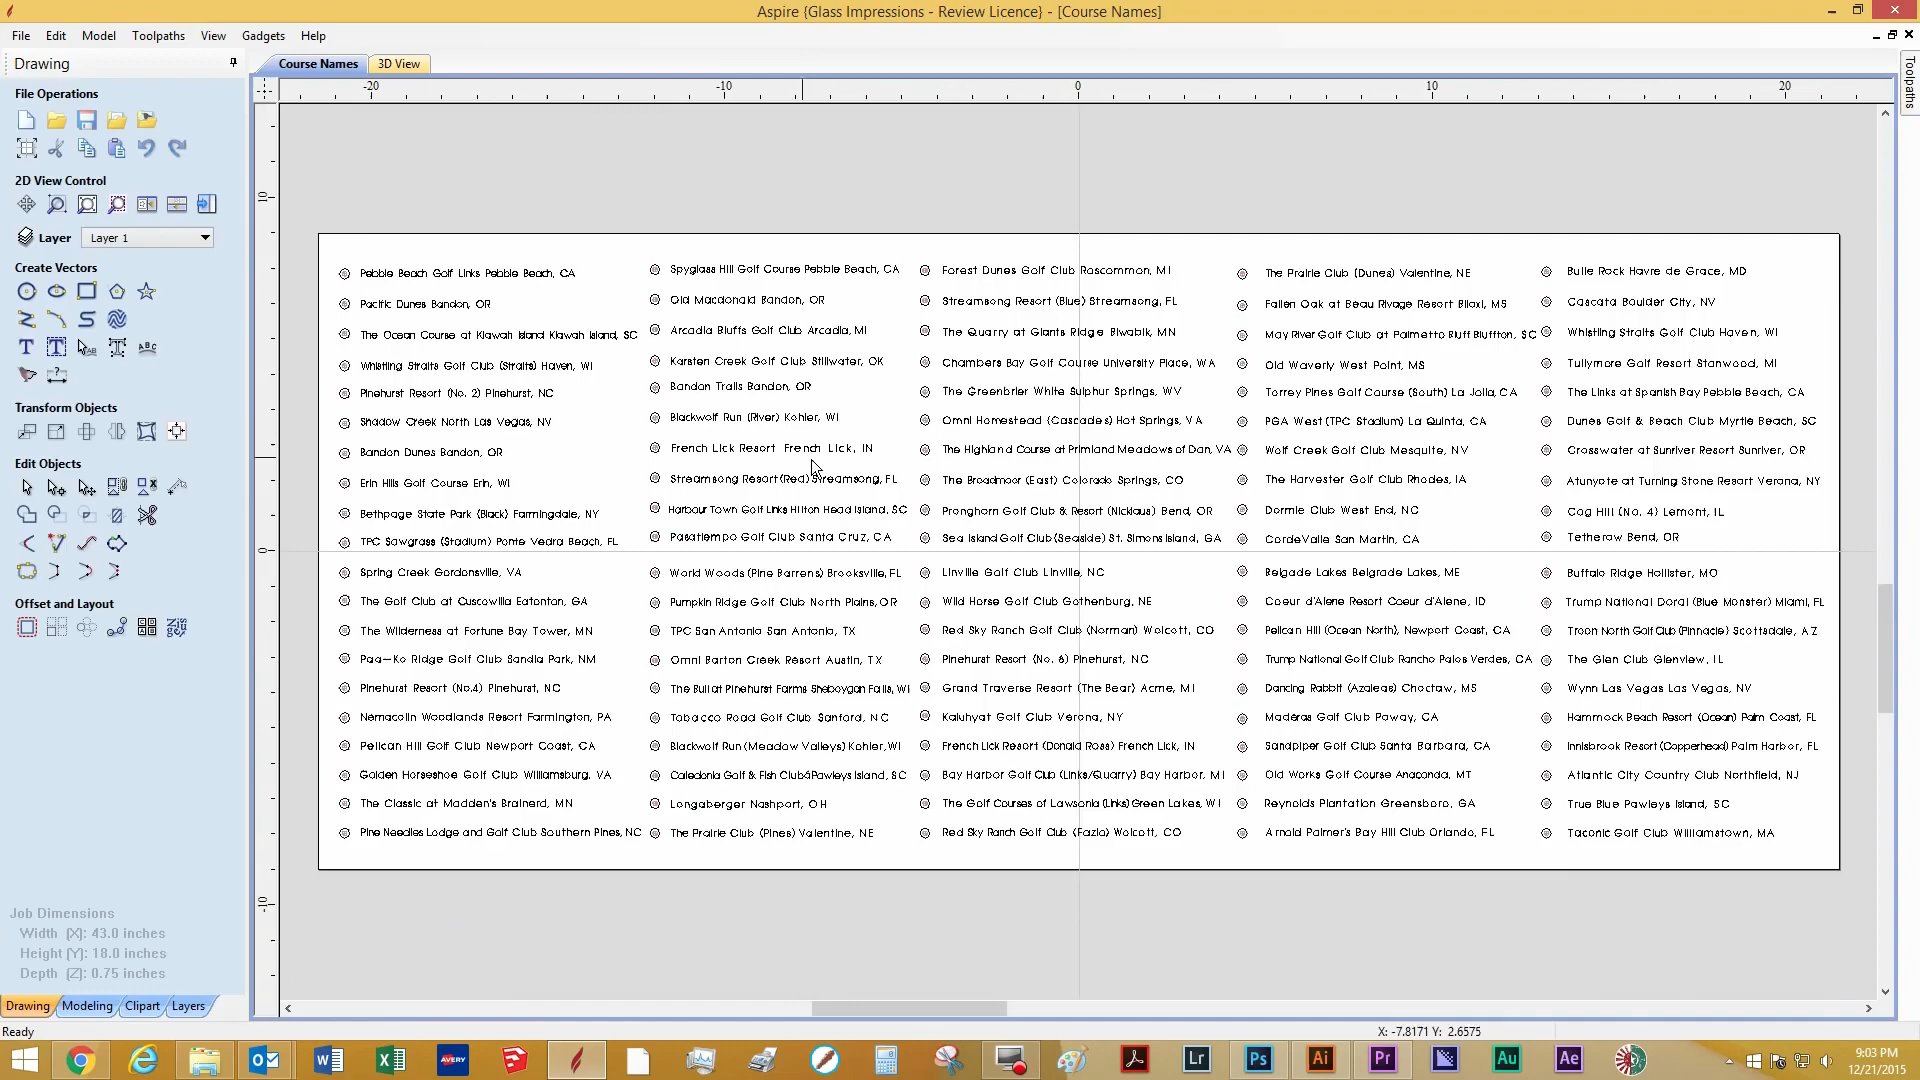 Aspire {Glass Impressions - Review Licence} - [Course Names]
File Edit Model Toolpaths View Gadgets Help
Drawing
Course Names 3D View
Toolpaths
File Operations
2D View Control
Layer Layer 1
Create Vectors
Transform Objects
Edit Objects
Offset and Layout
Job Dimensions
Width (X): 43.0 inches
Height (Y): 18.0 inches
Depth (Z): 0.75 inches
Drawing Modeling Clipart Layers
-20 -10 0 10 20
10
0
-10
Pebble Beach Golf Links Pebble Beach, CA
Pacific Dunes Bandon, OR
The Ocean Course at Kiawah Island Kiawah Island, SC
Whistling Straits Golf Club (Straits) Haven, WI
Pinehurst Resort (No. 2) Pinehurst, NC
Shadow Creek North Las Vegas, NV
Bandon Dunes Bandon, OR
Erin Hills Golf Course Erin, WI
Bethpage State Park (Black) Farmingdale, NY
TPC Sawgrass (Stadium) Ponte Vedra Beach, FL
Spring Creek Gordonsville, VA
The Golf Club at Cuscowilla Eatonton, GA
The Wilderness at Fortune Bay Tower, MN
Paa-Ko Ridge Golf Club Sandia Park, NM
Pinehurst Resort (No.4) Pinehurst, NC
Nemacolin Woodlands Resort Farmington, PA
Pelican Hill Golf Club Newport Coast, CA
Golden Horseshoe Golf Club Williamsburg, VA
The Classic at Madden's Brainerd, MN
Pine Needles Lodge and Golf Club Southern Pines, NC
Spyglass Hill Golf Course Pebble Beach, CA
Old Macdonald Bandon, OR
Arcadia Bluffs Golf Club Arcadia, MI
Karsten Creek Golf Club Stillwater, OK
Bandon Trails Bandon, OR
Blackwolf Run (River) Kohler, WI
French Lick Resort French Lick, IN
Streamsong Resort (Red) Streamsong, FL
Harbour Town Golf Links Hilton Head Island, SC
Pasatiempo Golf Club Santa Cruz, CA
World Woods (Pine Barrens) Brooksville, FL
Pumpkin Ridge Golf Club North Plains, OR
TPC San Antonio San Antonio, TX
Omni Barton Creek Resort Austin, TX
The Bull at Pinehurst Farms Sheboygan Falls, WI
Tobacco Road Golf Club Sanford, NC
Blackwolf Run (Meadow Valleys) Kohler, WI
Caledonia Golf & Fish ClubáPawleys Island, SC
Longaberger Nashport, OH
The Prairie Club (Pines) Valentine, NE
Forest Dunes Golf Club Roscommon, MI
Streamsong Resort (Blue) Streamsong, FL
The Quarry at Giants Ridge Biwabik, MN
Chambers Bay Golf Course University Place, WA
The Greenbrier White Sulphur Springs, WV
Omni Homestead (Cascades) Hot Springs, VA
The Highland Course at Primland Meadows of Dan, VA
The Broadmoor (East) Colorado Springs, CO
Pronghorn Golf Club & Resort (Nicklaus) Bend, OR
Sea Island Golf Club (Seaside) St. Simons Island, GA
Linville Golf Club Linville, NC
Wild Horse Golf Club Gothenburg, NE
Red Sky Ranch Golf Club (Norman) Wolcott, CO
Pinehurst Resort (No. 6) Pinehurst, NC
Grand Traverse Resort (The Bear) Acme, MI
Kaluhyat Golf Club Verona, NY
French Lick Resort (Donald Ross) French Lick, IN
Bay Harbor Golf Club (Links/Quarry) Bay Harbor, MI
The Golf Courses of Lawsonia (Links) Green Lakes, WI
Red Sky Ranch Golf Club (Fazio) Wolcott, CO
The Prairie Club (Dunes) Valentine, NE
Fallen Oak at Beau Rivage Resort Biloxi, MS
May River Golf Club at Palmetto Bluff Bluffton, SC
Old Waverly West Point, MS
Torrey Pines Golf Course (South) La Jolla, CA
PGA West (TPC Stadium) La Quinta, CA
Wolf Creek Golf Club Mesquite, NV
The Harvester Golf Club Rhodes, IA
Dormie Club West End, NC
CordeValle San Martin, CA
Belgade Lakes Belgrade Lakes, ME
Coeur d'Alene Resort Coeur d'Alene, ID
Pelican Hill (Ocean North), Newport Coast, CA
Trump National Golf Club Rancho Palos Verdes, CA
Dancing Rabbit (Azaleas) Choctaw, MS
Maderas Golf Club Poway, CA
Sandpiper Golf Club Santa Barbara, CA
Old Works Golf Course Anaconda, MT
Reynolds Plantation Greensboro, GA
Arnold Palmer's Bay Hill Club Orlando, FL
Bulle Rock Havre de Grace, MD
Cascata Boulder City, NV
Whistling Straits Golf Club Haven, WI
Tullymore Golf Resort Stanwood, MI
The Links at Spanish Bay Pebble Beach, CA
Dunes Golf & Beach Club Myrtle Beach, SC
Crosswater at Sunriver Resort Sunriver, OR
Atunyote at Turning Stone Resort Verona, NY
Cog Hill (No. 4) Lemont, IL
Tetherow Bend, OR
Buffalo Ridge Hollister, MO
Trump National Doral (Blue Monster) Miami, FL
Troon North Golf Club (Pinnacle) Scottsdale, AZ
The Glen Club Glenview, IL
Wynn Las Vegas Las Vegas, NV
Hammock Beach Resort (Ocean) Palm Coast, FL
Innisbrook Resort (Copperhead) Palm Harbor, FL
Atlantic City Country Club Northfield, NJ
True Blue Pawleys Island, SC
Taconic Golf Club Williamstown, MA
Ready
X: -7.8171 Y: 2.6575
AVERY
Lr Ps Ai Pr Au Ae
9:03 PM
12/21/2015